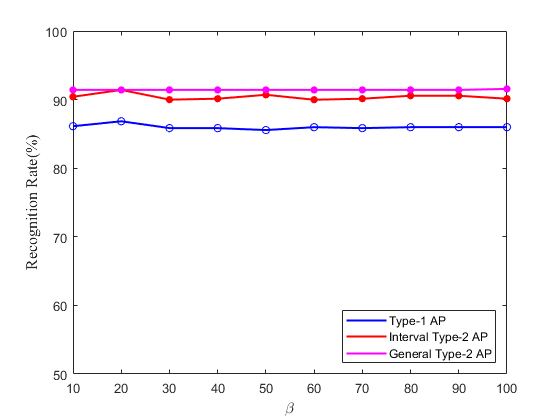 100
90
80
70
60
50
Recognition Rate(%)
10 20 30 40 50 60 70 80 90 100
β
Type-1 AP
Interval Type-2 AP
General Type-2 AP